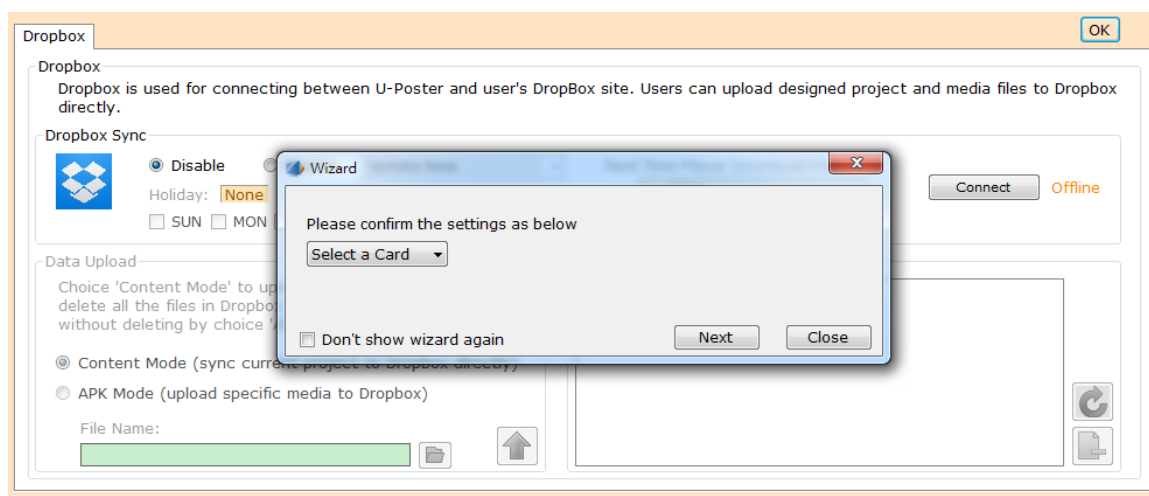 Dropbox
OK
Dropbox
Dropbox is used for connecting between U-Poster and user's DropBox site. Users can upload designed project and media files to Dropbox
directly.
Dropbox Sync
Disable
Holiday: None
SUN MON
Connect Offline
Wizard
Please confirm the settings as below
Select a Card
Don't show wizard again
Next Close
Data Upload
Choice 'Content Mode' to
delete all the files in
without deleting by choice
Content Mode (sync current project to Dropbox directly)
APK Mode (upload specific media to Dropbox)
File Name: